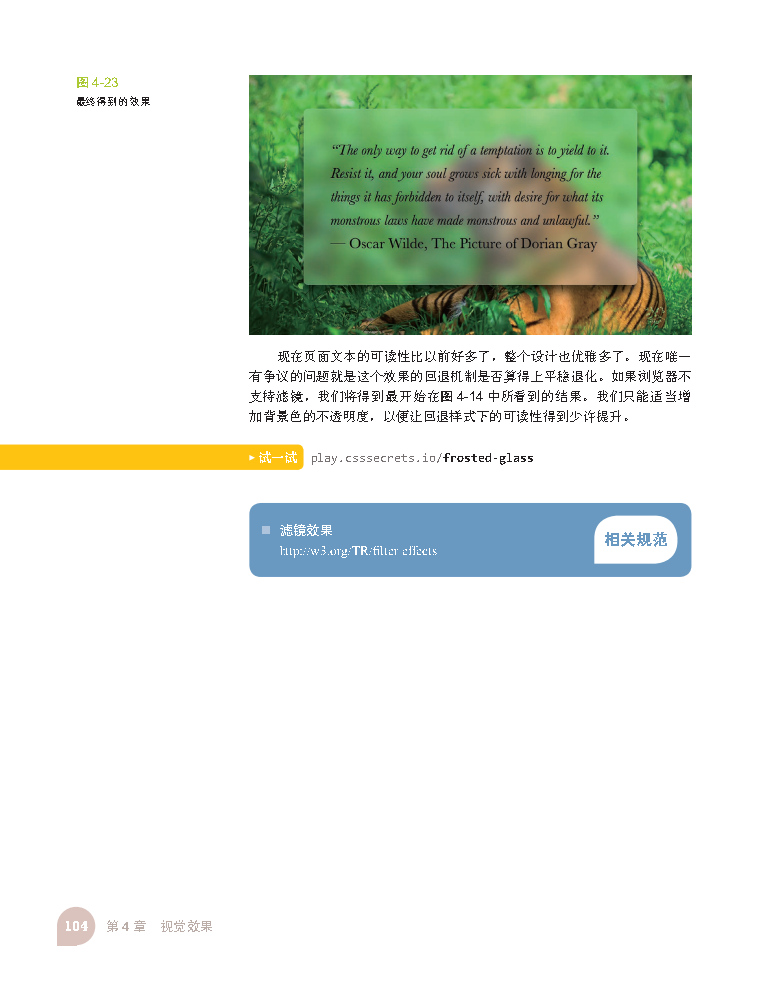 图 4-23
最终得到的效果
“The only way to get rid of a temptation is to yield to it.
Resist it, and your soul grows sick with longing for the
things it has forbidden to itself, with desire for what its
monstrous laws have made monstrous and unlawful.”
— Oscar Wilde, The Picture of Dorian Gray
现在页面文本的可读性比以前好多了，整个设计也优雅多了。现在唯一
有争议的问题就是这个效果的回退机制是否算得上平稳退化。如果浏览器不
支持滤镜，我们将得到最开始在图 4-14 中所看到的结果。我们只能适当增
加背景色的不透明度，以便让回退样式下的可读性得到少许提升。
▶ 试一试 play.csssecrets.io/frosted-glass
■ 滤镜效果
http://w3.org/TR/filter-effects
相关规范
104 第 4 章 视觉效果